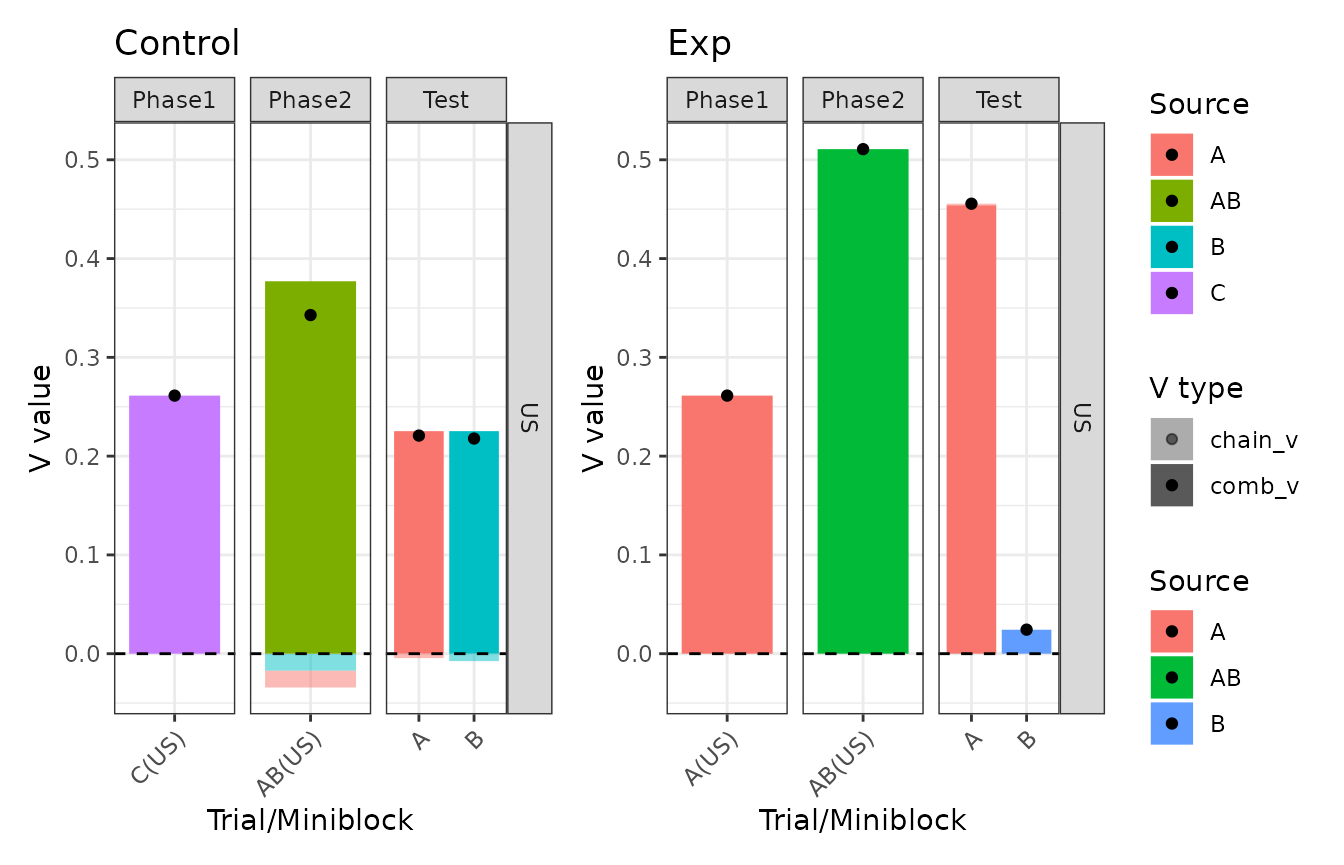 Control
Phase1
Phase2
Test
V value
0.5
0.4
0.3
0.2
0.1
0.0
US
C(US)
AB(US)
A
B
Trial/Miniblock
Exp
Phase1
Phase2
Test
V value
0.5
0.4
0.3
0.2
0.1
0.0
US
A(US)
AB(US)
A
B
Trial/Miniblock
Source
A
AB
B
C
V type
chain_v
comb_v
Source
A
AB
B